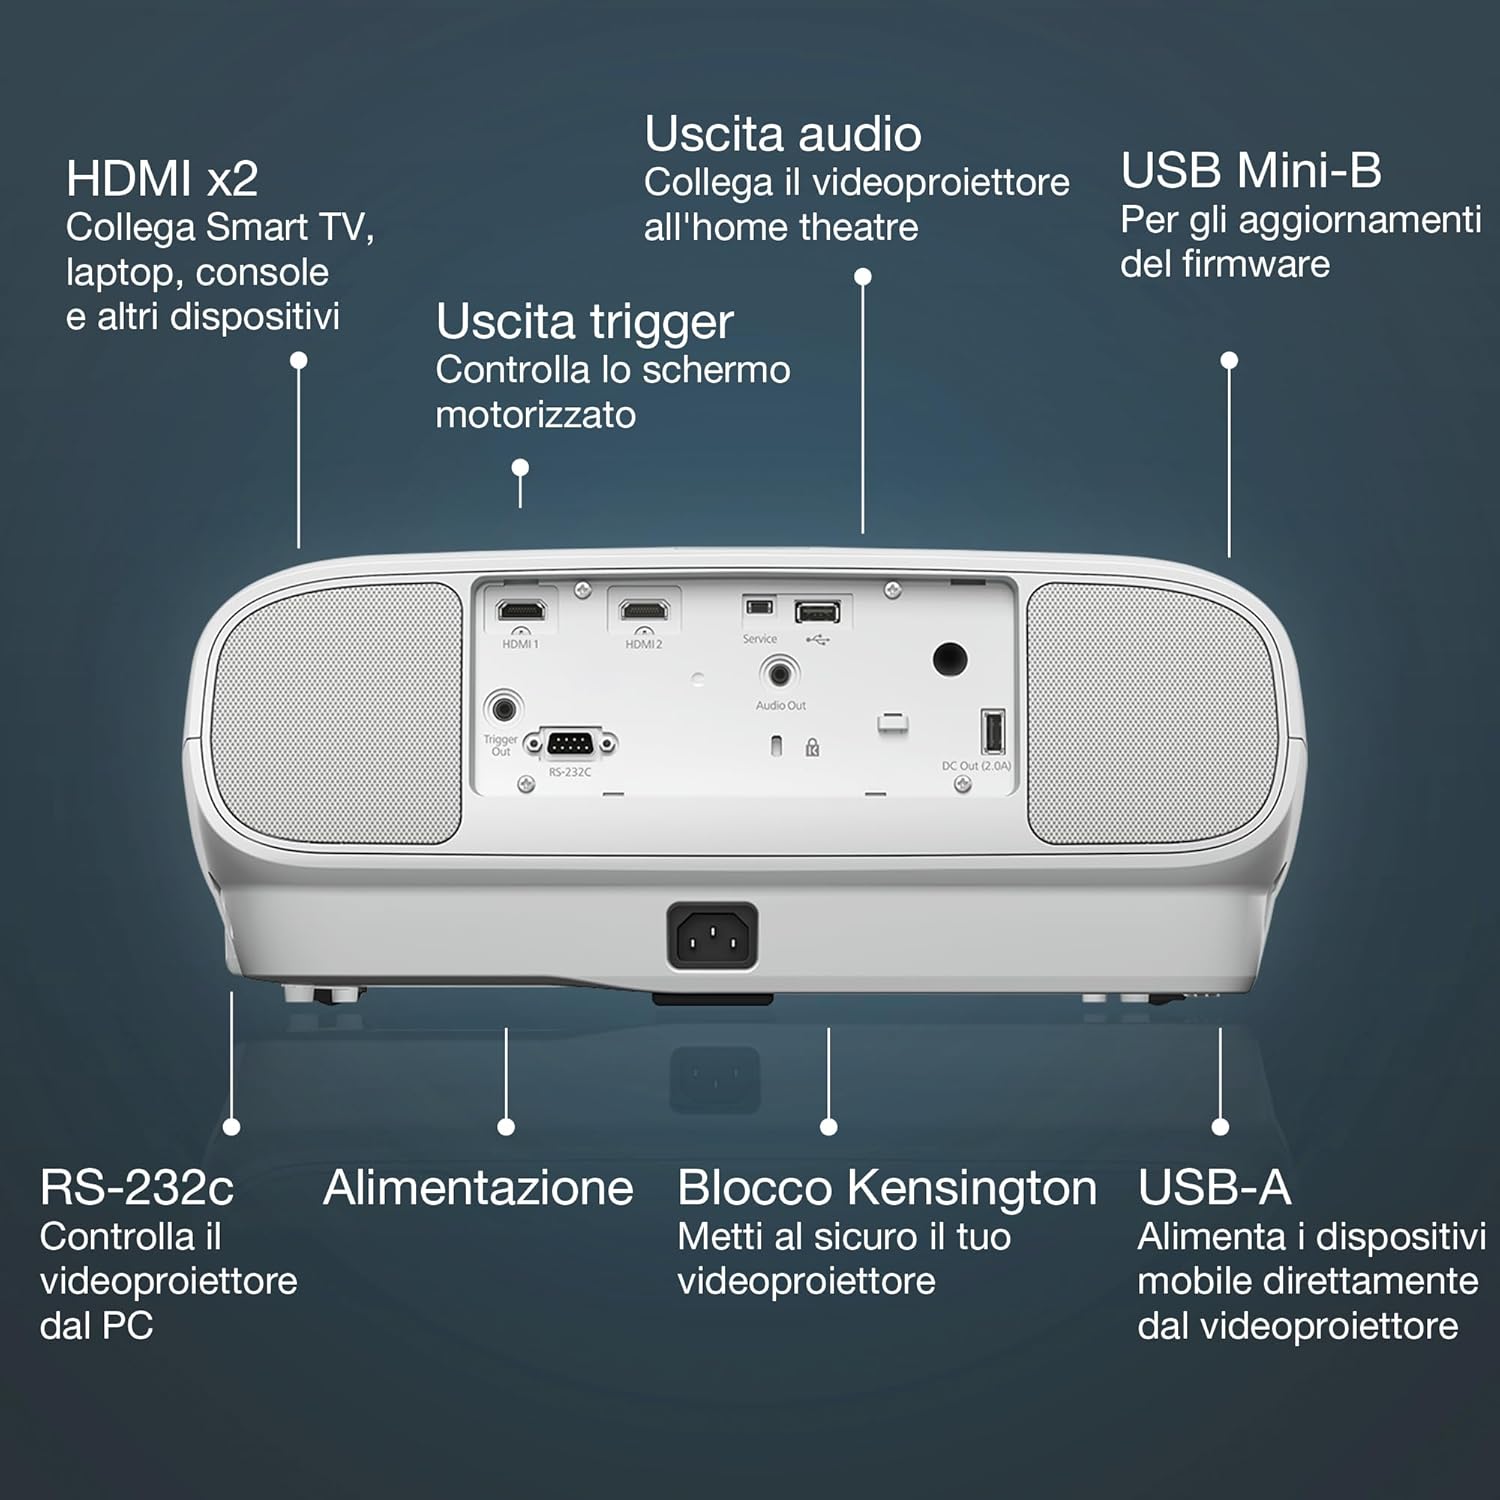 HDMI x2
Collega Smart TV,
laptop, console
e altri dispositivi
Uscita trigger
Controlla lo schermo
motorizzato
Uscita audio
Collega il videoproiettore
all'home theatre
USB Mini-B
Per gli aggiornamenti
del firmware
HDMI 1
HDMI 2
Service
Audio Out
Trigger
Out
RS-232C
DC Out (2.0A)
RS-232c
Controlla il
videoproiettore
dal PC
Alimentazione
Blocco Kensington
Metti al sicuro il tuo
videoproiettore
USB-A
Alimenta i dispositivi
mobile direttamente
dal videoproiettore